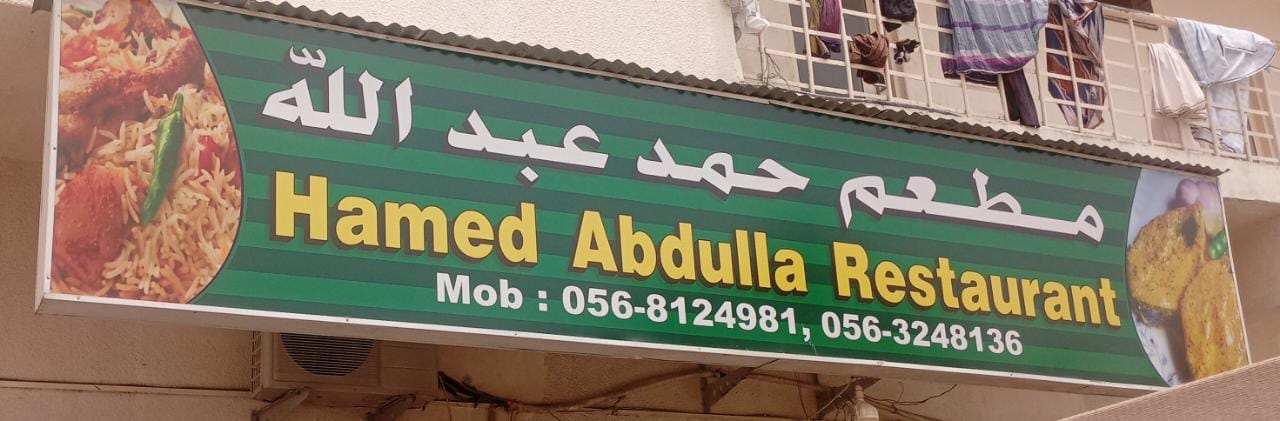 مطعم حمد عبد اللّه
Hamed Abdulla Restaurant
Mob : 056-8124981, 056-3248136